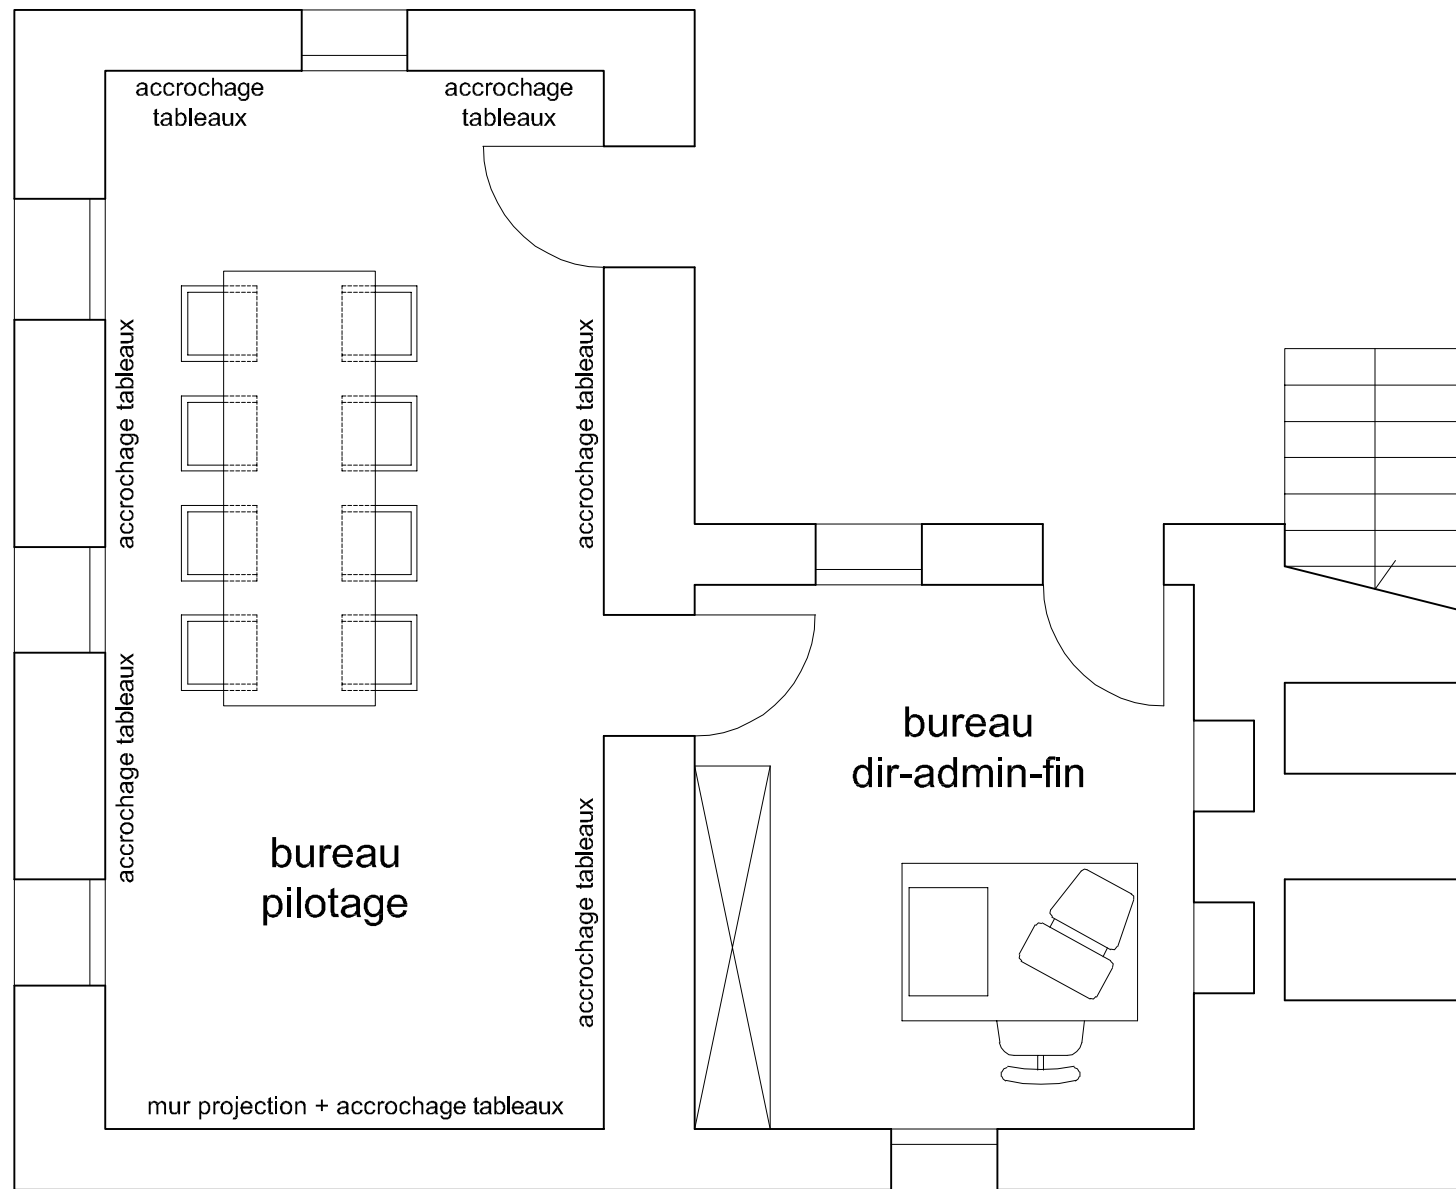 accrochage
tableaux
accrochage
tableaux
accrochage tableaux
accrochage tableaux
accrochage tableaux
bureau
dir-admin-fin
accrochage tableaux
bureau
pilotage
mur projection + accrochage tableaux